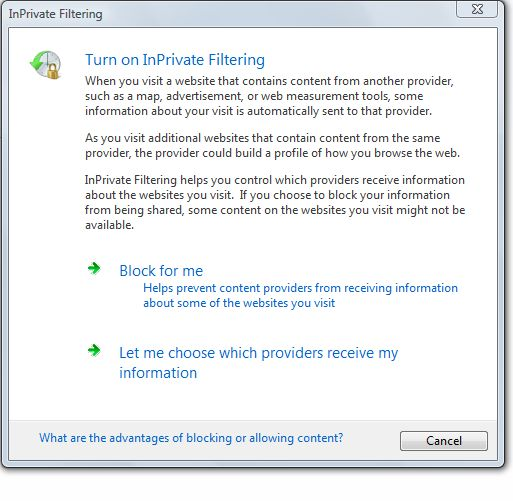 InPrivate Filtering
Turn on InPrivate Filtering
When you visit a website that contains content from another provider,
such as a map, advertisement, or web measurement tools, some
information about your visit is automatically sent to that provider.
As you visit additional websites that contain content from the same
provider, the provider could build a profile of how you browse the web.
InPrivate Filtering helps you control which providers receive information
about the websites you visit.  If you choose to block your information
from being shared, some content on the websites you visit might not be
available.
Block for me
Helps prevent content providers from receiving information
about some of the websites you visit
Let me choose which providers receive my
information
What are the advantages of blocking or allowing content?
Cancel